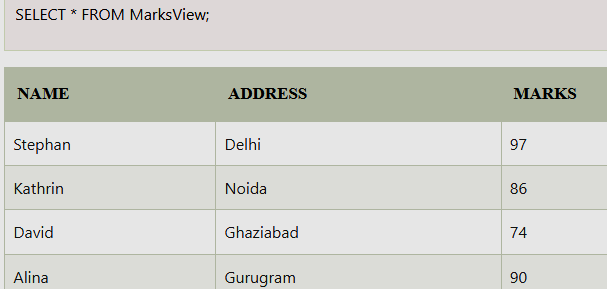 SELECT * FROM MarksView;
NAME ADDRESS MARKS
Stephan Delhi 97
Kathrin Noida 86
David Ghaziabad 74
Alina Gurugram 90